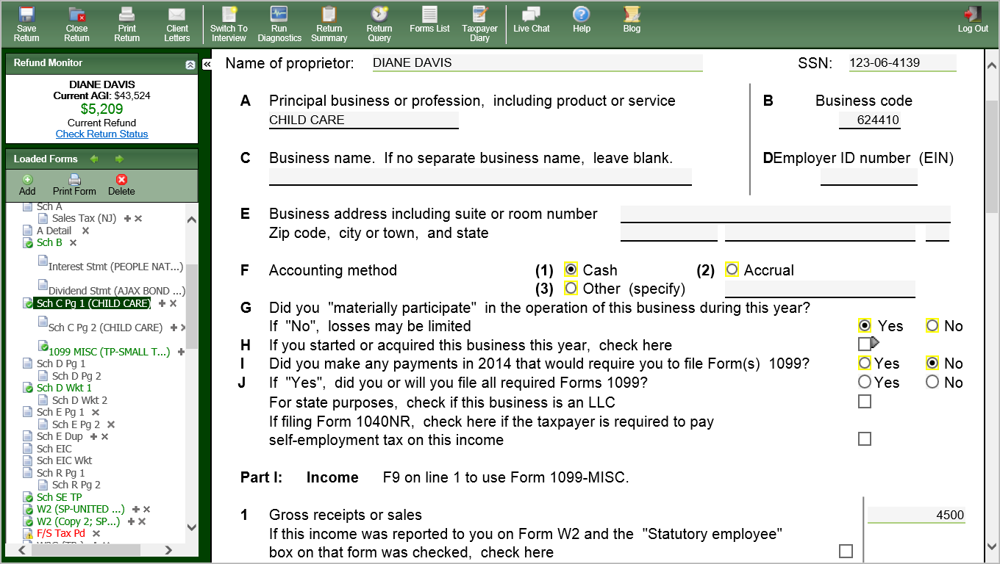 Save Return
Close Return
Print Return
Client Letters
Switch To Interview
Run Diagnostics
Return Summary
Return Query
Forms List
Taxpayer Diary
Live Chat
Help
Blog
Log Out
Refund Monitor
DIANE DAVIS
Current AGI: $43,524
$5,209
Current Refund
Check Return Status
Loaded Forms
Add
Print Form
Delete
Sch A
Sales Tax (NJ)
A Detail
Sch B
Interest Stmt (PEOPLE NAT...)
Dividend Stmt (AJAX BOND ...)
Sch C Pg 1 (CHILD CARE)
Sch C Pg 2 (CHILD CARE)
1099 MISC (TP-SMALL T...)
Sch D Pg 1
Sch D Pg 2
Sch D Wkt 1
Sch D Wkt 2
Sch E Pg 1
Sch E Pg 2
Sch E Dup
Sch EIC
Sch EIC Wkt
Sch R Pg 1
Sch R Pg 2
Sch SE TP
W2 (SP-UNITED ...)
W2 (Copy 2; SP...)
F/S Tax Pd
Name of proprietor: DIANE DAVIS SSN: 123-06-4139
A Principal business or profession, including product or service
CHILD CARE
B Business code
624410
C Business name. If no separate business name, leave blank.
D Employer ID number (EIN)
E Business address including suite or room number
Zip code, city or town, and state
F Accounting method (1) Cash (2) Accrual
(3) Other (specify)
G Did you "materially participate" in the operation of this business during this year?
If "No", losses may be limited Yes No
H If you started or acquired this business this year, check here
I Did you make any payments in 2014 that would require you to file Form(s) 1099? Yes No
J If "Yes", did you or will you file all required Forms 1099? Yes No
For state purposes, check if this business is an LLC
If filing Form 1040NR, check here if the taxpayer is required to pay
self-employment tax on this income
Part I: Income F9 on line 1 to use Form 1099-MISC.
1 Gross receipts or sales 4500
If this income was reported to you on Form W2 and the "Statutory employee"
box on that form was checked, check here